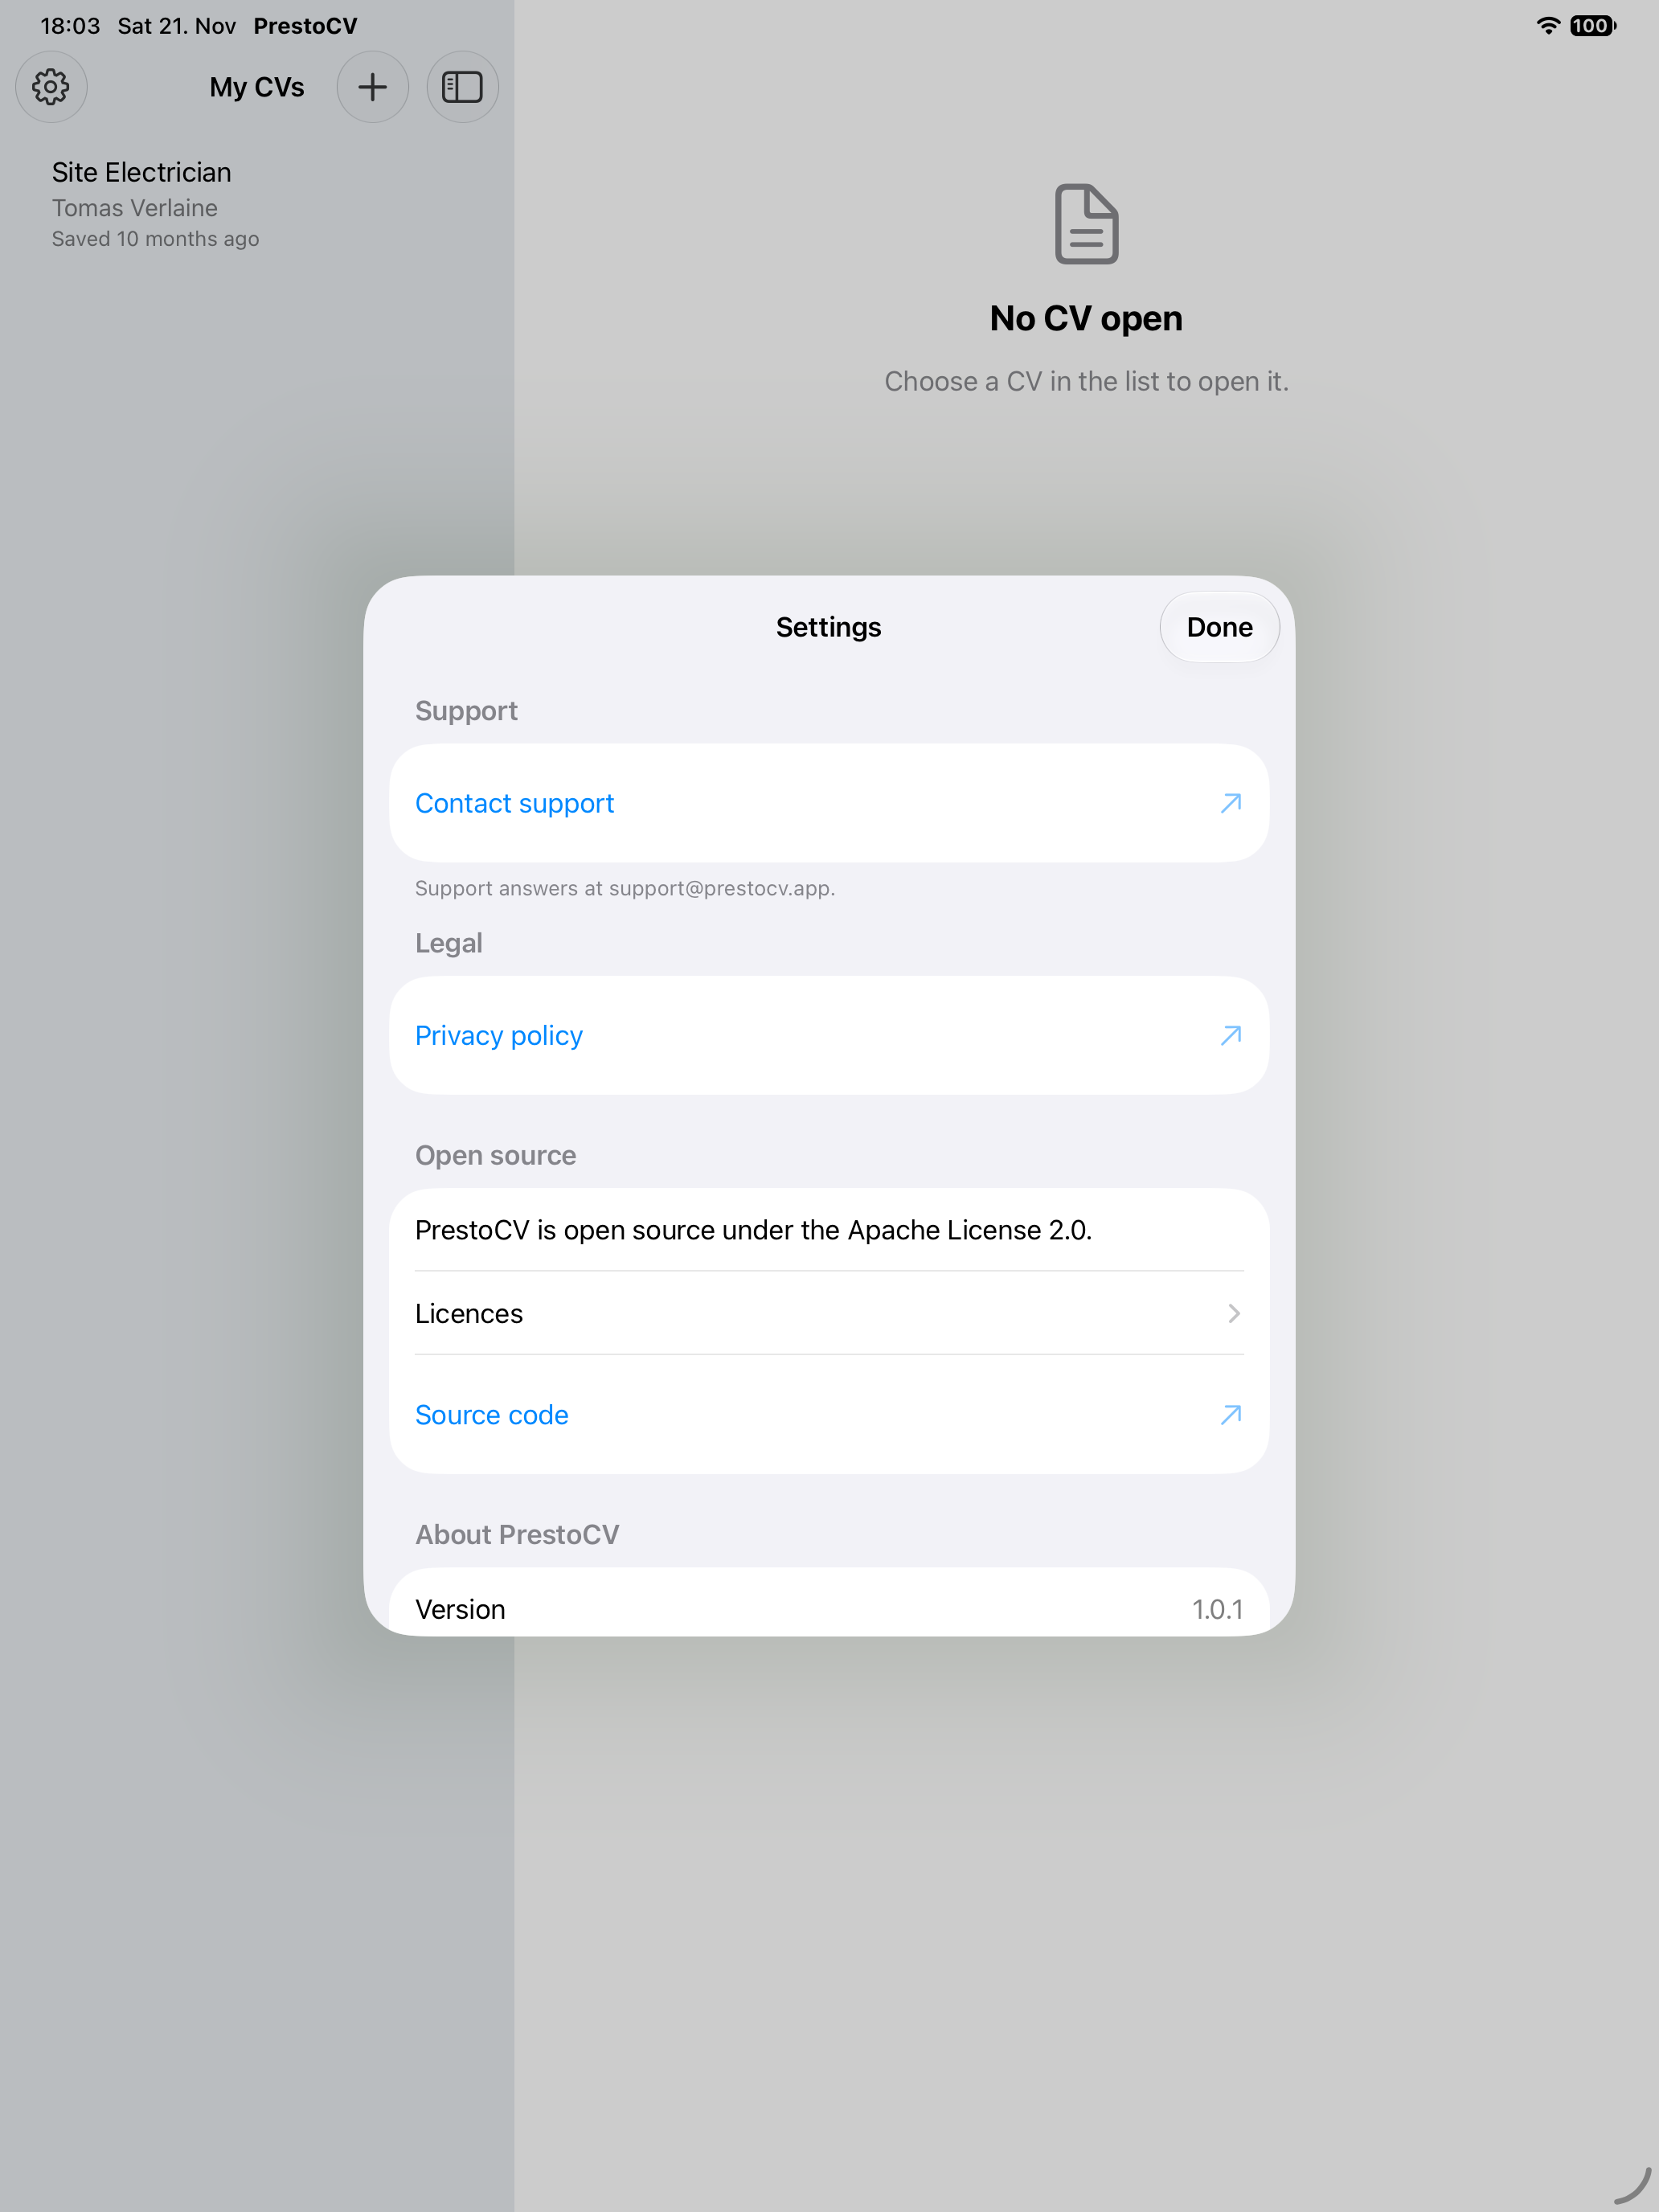 18:03 Sat 21. Nov PrestoCV
100
My CVs
Site Electrician
Tomas Verlaine
Saved 10 months ago
No CV open
Choose a CV in the list to open it.
Settings
Done
Support
Contact support
Support answers at support@prestocv.app.
Legal
Privacy policy
Open source
PrestoCV is open source under the Apache License 2.0.
Licences
Source code
About PrestoCV
Version 1.0.1